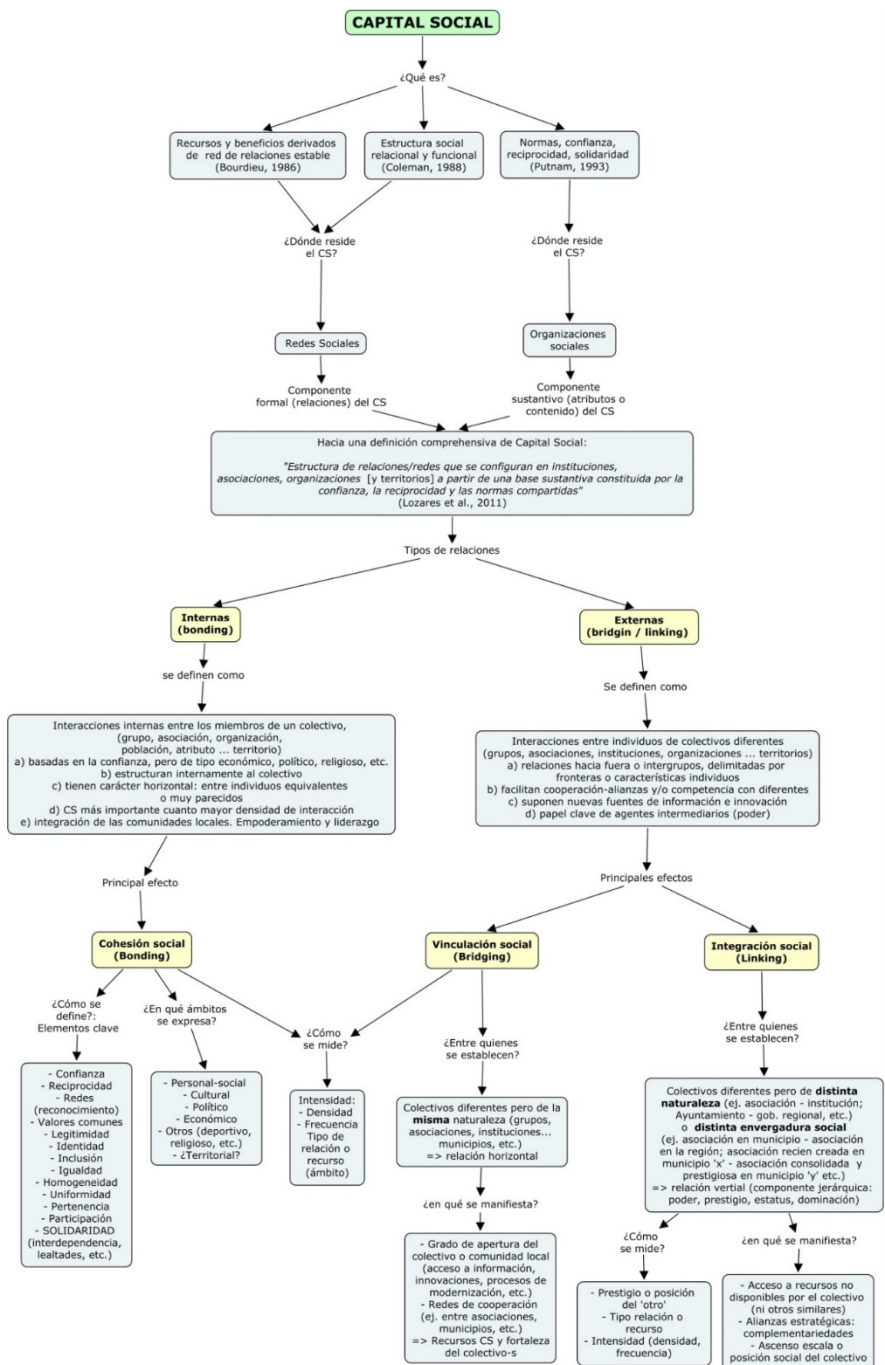 CAPITAL SOCIAL
¿Qué es?
Recursos y beneficios derivados
de red de relaciones estable
(Bourdieu, 1986)
Estructura social
relacional y funcional
(Coleman, 1988)
Normas, confianza,
reciprocidad, solidaridad
(Putnam, 1993)
¿Dónde reside
el CS?
¿Dónde reside
el CS?
Redes Sociales
Organizaciones
sociales
Componente
formal (relaciones) del CS
Componente
sustantivo (atributos o
contenido) del CS
Hacia una definición comprehensiva de Capital Social:
"Estructura de relaciones/redes que se configuran en instituciones,
asociaciones, organizaciones [y territorios] a partir de una base sustantiva constituida por la
confianza, la reciprocidad y las normas compartidas"
(Lozares et al., 2011)
Tipos de relaciones
Internas
(bonding)
Externas
(bridgin / linking)
se definen como
Se definen como
Interacciones internas entre los miembros de un colectivo,
(grupo, asociación, organización,
población, atributo ... territorio)
a) basadas en la confianza, pero de tipo económico, político, religioso, etc.
b) estructuran internamente al colectivo
c) tienen carácter horizontal: entre individuos equivalentes
o muy parecidos
d) CS más importante cuanto mayor densidad de interacción
e) integración de las comunidades locales. Empoderamiento y liderazgo
Interacciones entre individuos de colectivos diferentes
(grupos, asociaciones, instituciones, organizaciones ... territorios)
a) relaciones hacia fuera o intergrupos, delimitadas por
fronteras o características individuos
b) facilitan cooperación-alianzas y/o competencia con diferentes
c) suponen nuevas fuentes de información e innovación
d) papel clave de agentes intermediarios (poder)
Principal efecto
Principales efectos
Cohesión social
(Bonding)
Vinculación social
(Bridging)
Integración social
(Linking)
¿Cómo se
define?:
Elementos clave
¿En qué ámbitos
se expresa?
¿Cómo
se mide?
¿Entre quienes
se establecen?
¿Entre quienes
se establecen?
- Confianza
- Reciprocidad
- Redes
(reconocimiento)
- Valores comunes
- Legitimidad
- Identidad
- Inclusión
- Igualdad
- Homogeneidad
- Uniformidad
- Pertenencia
- Participación
- SOLIDARIDAD
(interdependencia,
lealtades, etc.)
- Personal-social
- Cultural
- Político
- Económico
- Otros (deportivo,
religioso, etc.)
- ¿Territorial?
Intensidad:
- Densidad
- Frecuencia
Tipo de
relación o
recurso
(ámbito)
Colectivos diferentes pero de la
misma naturaleza (grupos,
asociaciones, instituciones...
municipios, etc.)
=> relación horizontal
Colectivos diferentes pero de distinta
naturaleza (ej. asociación - institución;
Ayuntamiento - gob. regional, etc.)
o distinta envergadura social
(ej. asociación en municipio - asociación
en la región; asociación recien creada en
municipio 'x' - asociación consolidada y
prestigiosa en municipio 'y' etc.)
=> relación vertial (componente jerárquica:
poder, prestigio, estatus, dominación)
¿en qué se manifiesta?
¿Cómo
se mide?
¿en qué se manifiesta?
- Grado de apertura del
colectivo o comunidad local
(acceso a información,
innovaciones, procesos de
modernización, etc.)
- Redes de cooperación
(ej. entre asociaciones,
municipios, etc.)
=> Recursos CS y fortaleza
del colectivo-s
- Prestigio o posición
del 'otro'
- Tipo relación o
recurso
- Intensidad (densidad,
frecuencia)
- Acceso a recursos no
disponibles por el colectivo
(ni otros similares)
- Alianzas estratégicas:
complementariedades
- Ascenso escala o
posición social del colectivo